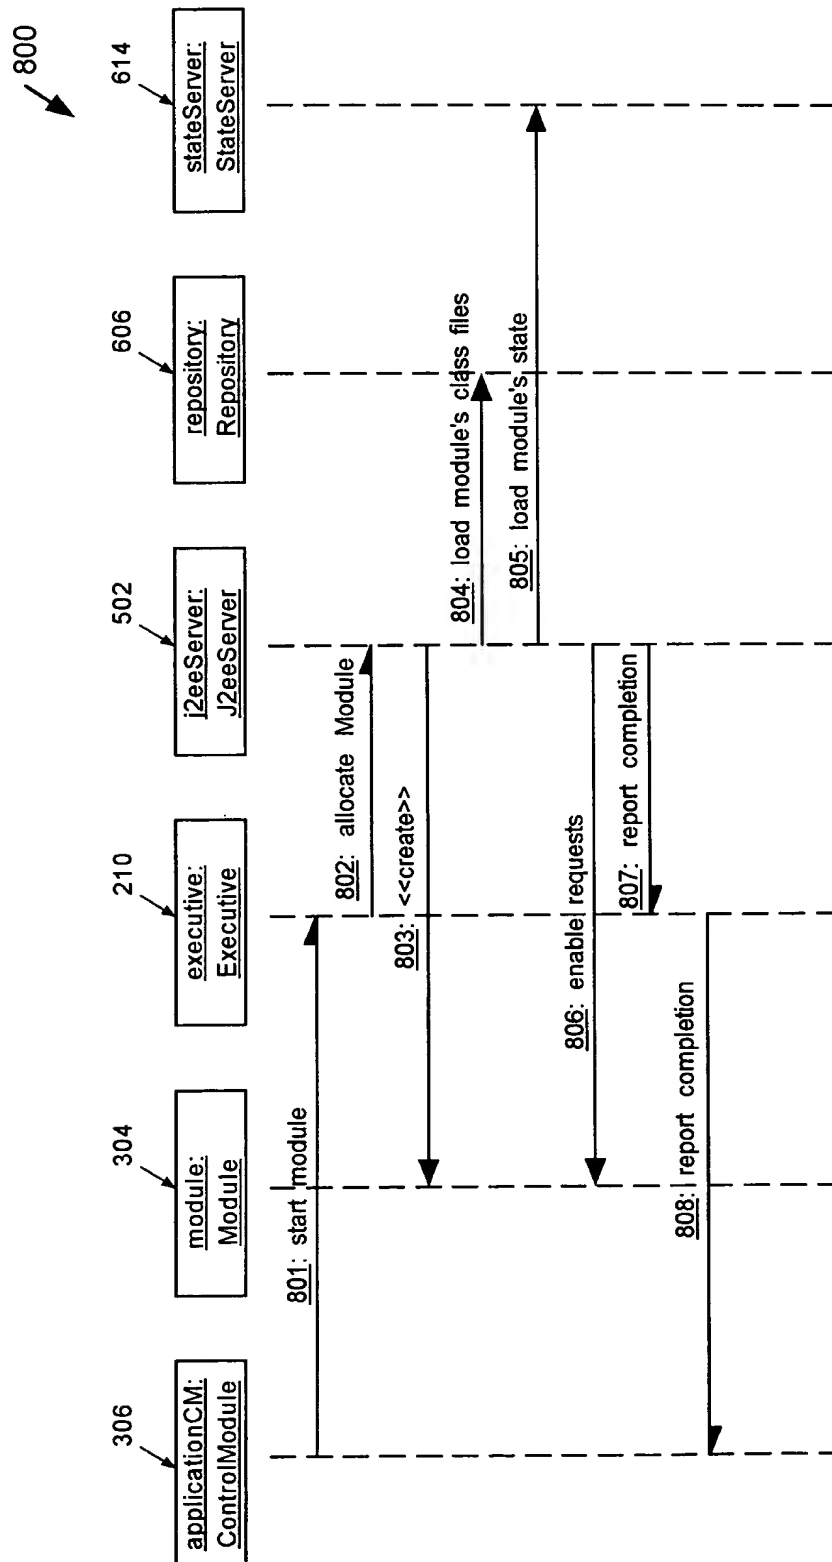 800
306
304
210
502
606
614
applicationCM:
ControlModule
module:
Module
executive:
Executive
j2eeServer:
J2eeServer
repository:
Repository
stateServer:
StateServer
801: start module
802: allocate Module
803: <<create>>
804: load module's class files
805: load module's state
806: enable requests
807: report completion
808: report completion